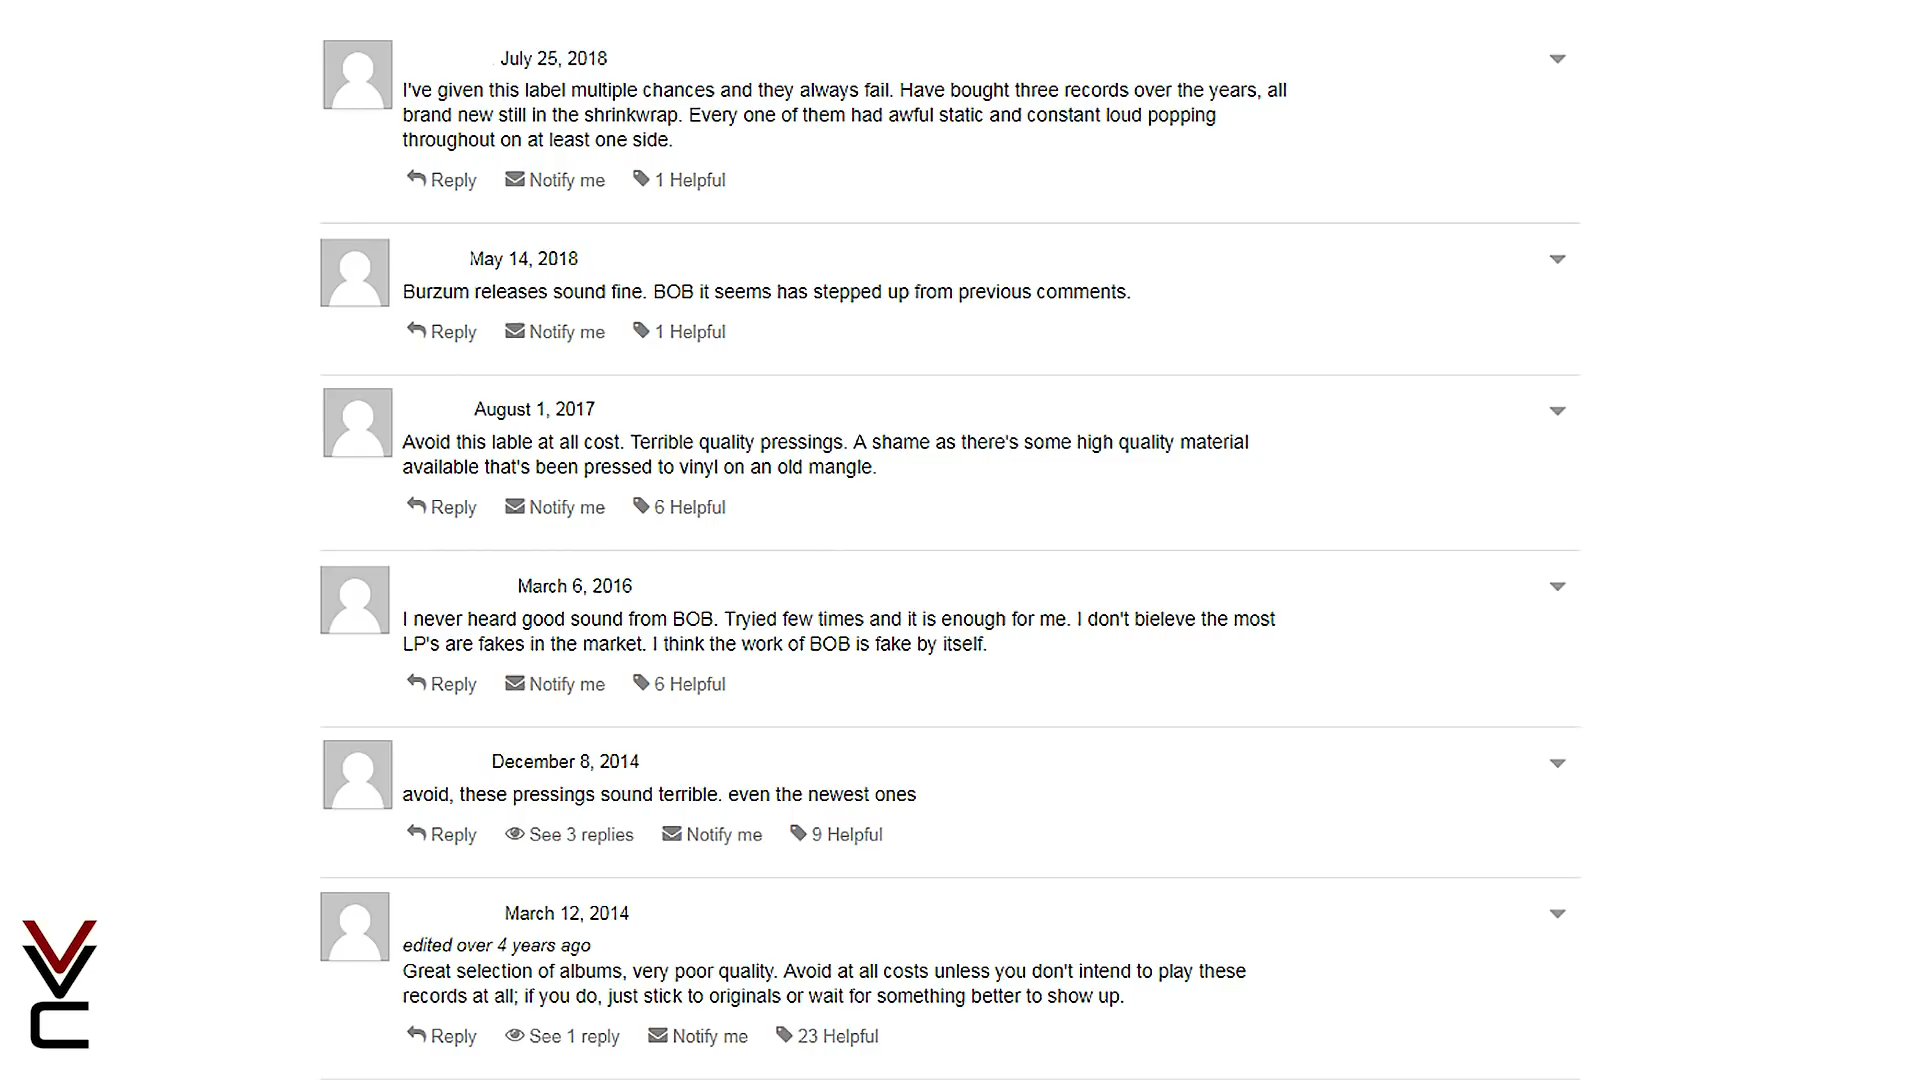 July 25, 2018
I've given this label multiple chances and they always fail. Have bought three records over the years, all
brand new still in the shrinkwrap. Every one of them had awful static and constant loud popping
throughout on at least one side.
Reply Notify me 1 Helpful
May 14, 2018
Burzum releases sound fine. BOB it seems has stepped up from previous comments.
Reply Notify me 1 Helpful
August 1, 2017
Avoid this lable at all cost. Terrible quality pressings. A shame as there's some high quality material
available that's been pressed to vinyl on an old mangle.
Reply Notify me 6 Helpful
March 6, 2016
I never heard good sound from BOB. Tryied few times and it is enough for me. I don't bieleve the most
LP's are fakes in the market. I think the work of BOB is fake by itself.
Reply Notify me 6 Helpful
December 8, 2014
avoid, these pressings sound terrible. even the newest ones
Reply See 3 replies Notify me 9 Helpful
March 12, 2014
edited over 4 years ago
Great selection of albums, very poor quality. Avoid at all costs unless you don't intend to play these
records at all; if you do, just stick to originals or wait for something better to show up.
Reply See 1 reply Notify me 23 Helpful
VVC